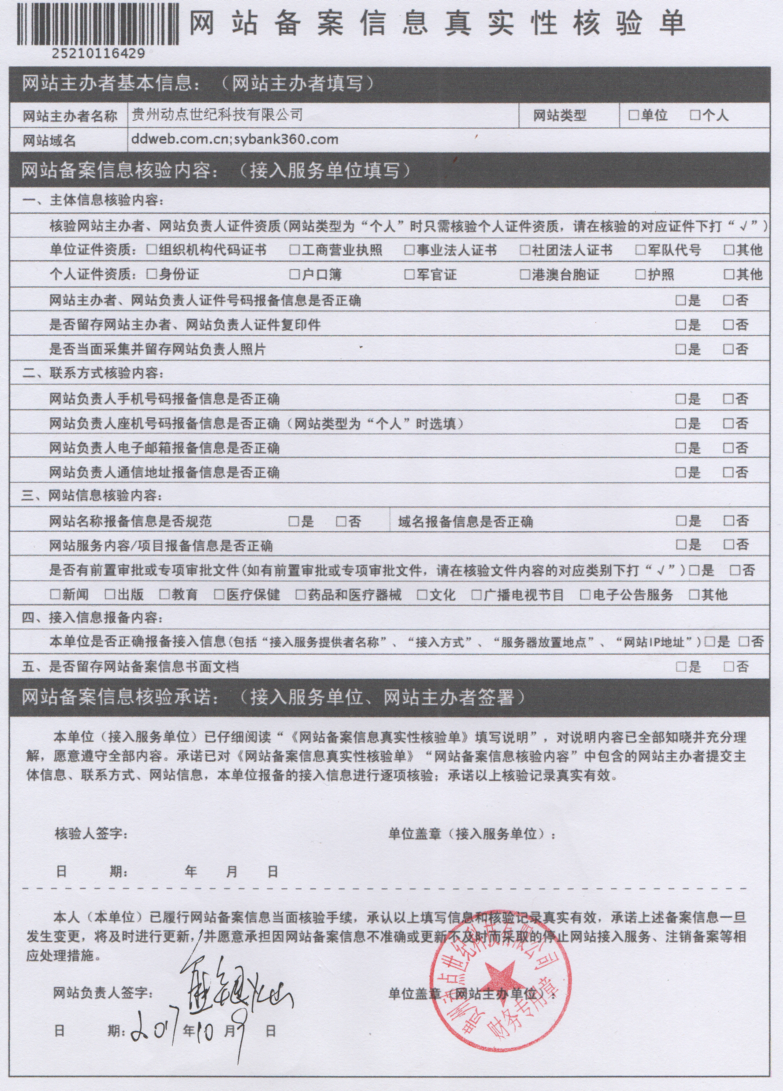 网站备案信息真实性核验单
25210116429
网站主办者基本信息：（网站主办者填写）
网站主办者名称 贵州动点世纪科技有限公司 网站类型 □单位 □个人
网站域名 ddweb.com.cn;sybank360.com
网站备案信息核验内容：（接入服务单位填写）
一、主体信息核验内容：
核验网站主办者、网站负责人证件资质(网站类型为“个人”时只需核验个人证件资质，请在核验的对应证件下打“√”)
单位证件资质：□组织机构代码证书 □工商营业执照 □事业法人证书 □社团法人证书 □军队代号 □其他
个人证件资质：□身份证 □户口簿 □军官证 □港澳台胞证 □护照 □其他
网站主办者、网站负责人证件号码报备信息是否正确 □是 □否
是否留存网站主办者、网站负责人证件复印件 □是 □否
是否当面采集并留存网站负责人照片 □是 □否
二、联系方式核验内容：
网站负责人手机号码报备信息是否正确 □是 □否
网站负责人座机号码报备信息是否正确（网站类型为“个人”时选填） □是 □否
网站负责人电子邮箱报备信息是否正确 □是 □否
网站负责人通信地址报备信息是否正确 □是 □否
三、网站信息核验内容：
网站名称报备信息是否规范 □是 □否 域名报备信息是否正确 □是 □否
网站服务内容/项目报备信息是否正确 □是 □否
是否有前置审批或专项审批文件(如有前置审批或专项审批文件，请在核验文件内容的对应类别下打“√”)□是 □否
□新闻 □出版 □教育 □医疗保健 □药品和医疗器械 □文化 □广播电视节目 □电子公告服务 □其他
四、接入信息报备内容：
本单位是否正确报备接入信息(包括“接入服务提供者名称”、“接入方式”、“服务器放置地点”、“网站IP地址”)□是 □否
五、是否留存网站备案信息书面文档 □是 □否
网站备案信息核验承诺：（接入服务单位、网站主办者签署）
本单位（接入服务单位）已仔细阅读“《网站备案信息真实性核验单》填写说明”，对说明内容已全部知晓并充分理
解，愿意遵守全部内容。承诺已对《网站备案信息真实性核验单》“网站备案信息核验内容”中包含的网站主办者提交主
体信息、联系方式、网站信息，本单位报备的接入信息进行逐项核验；承诺以上核验记录真实有效。
核验人签字： 单位盖章（接入服务单位）：
日 期： 年 月 日
本人（本单位）已履行网站备案信息当面核验手续，承认以上填写信息和核验记录真实有效，承诺上述备案信息一旦
发生变更，将及时进行更新，并愿意承担因网站备案信息不准确或更新不及时而采取的停止网站接入服务、注销备案等相
应处理措施。
网站负责人签字： 单位盖章（网站主办单位）：
日 期：2017年10月9日
贵州动点世纪科技有限公司
财务专用章